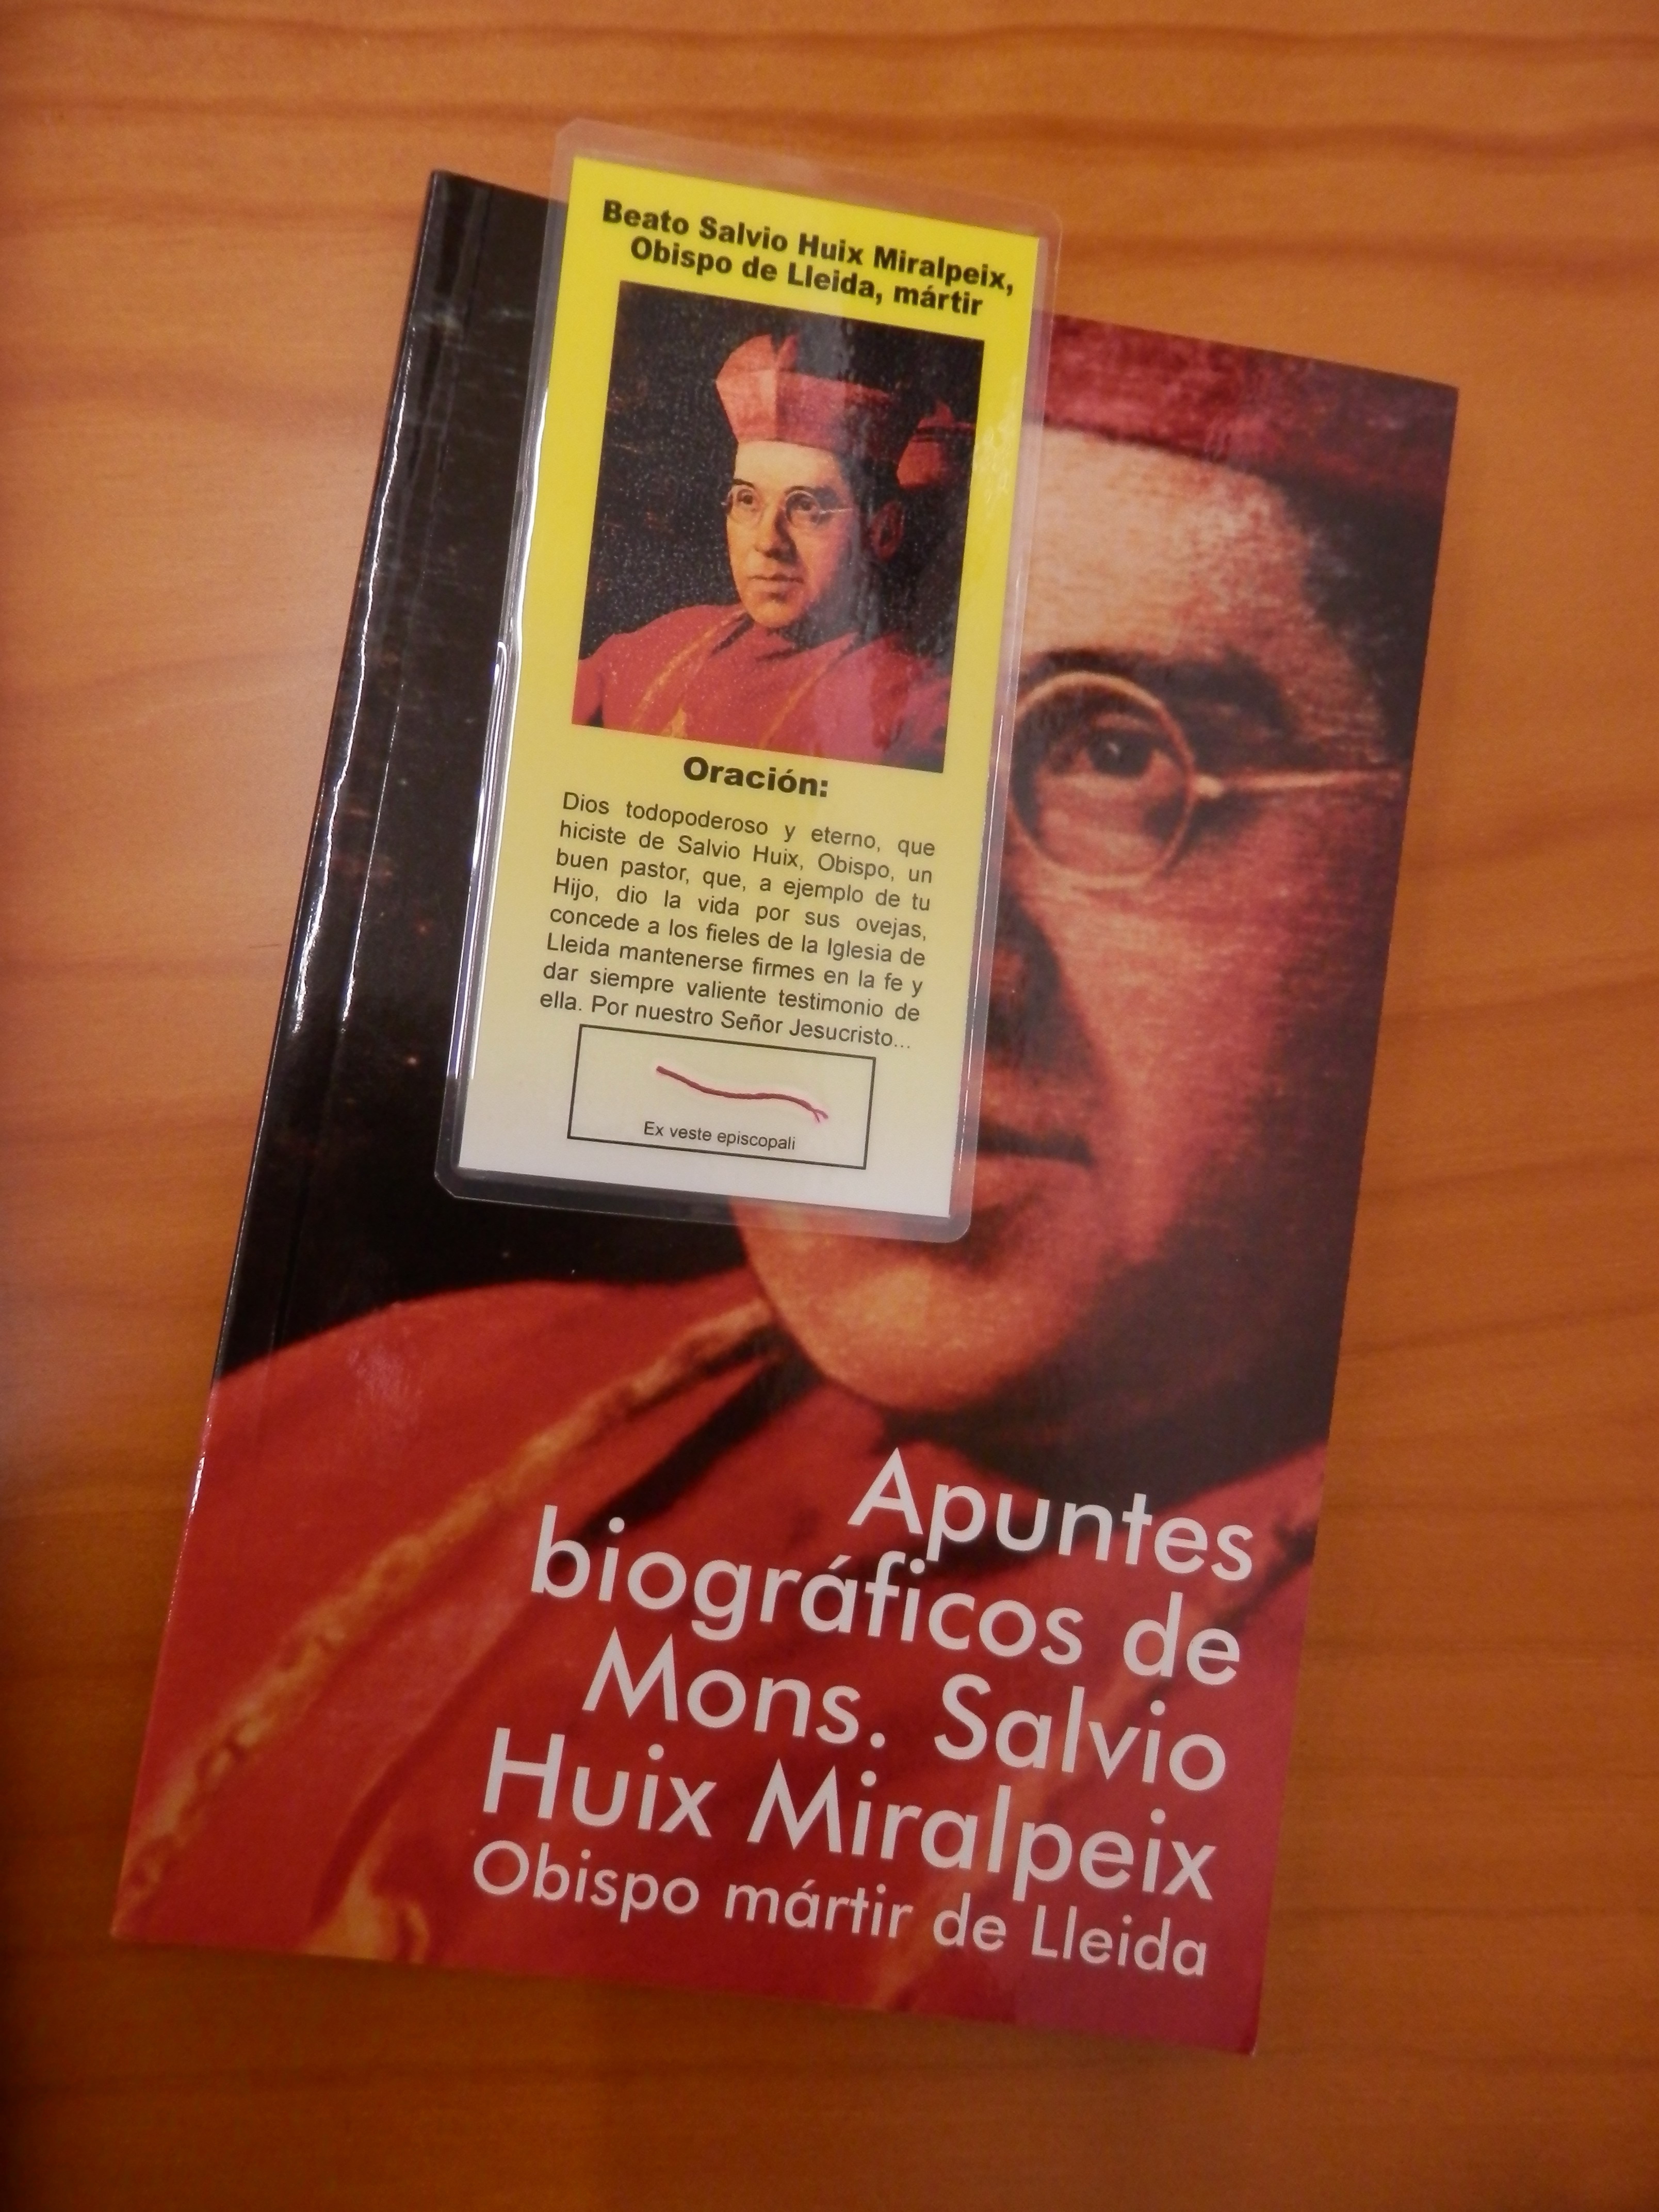 Beato Salvio Huix Miralpeix,
Obispo de Lleida, mártir
Oración:
Dios todopoderoso y eterno, que
hiciste de Salvio Huix, Obispo, un
buen pastor, que, a ejemplo de tu
Hijo, dio la vida por sus ovejas,
concede a los fieles de la Iglesia de
Lleida mantenerse firmes en la fe y
dar siempre valiente testimonio de
ella. Por nuestro Señor Jesucristo...
Ex veste episcopali
Apuntes
biográficos de
Mons. Salvio
Huix Miralpeix
Obispo mártir de Lleida